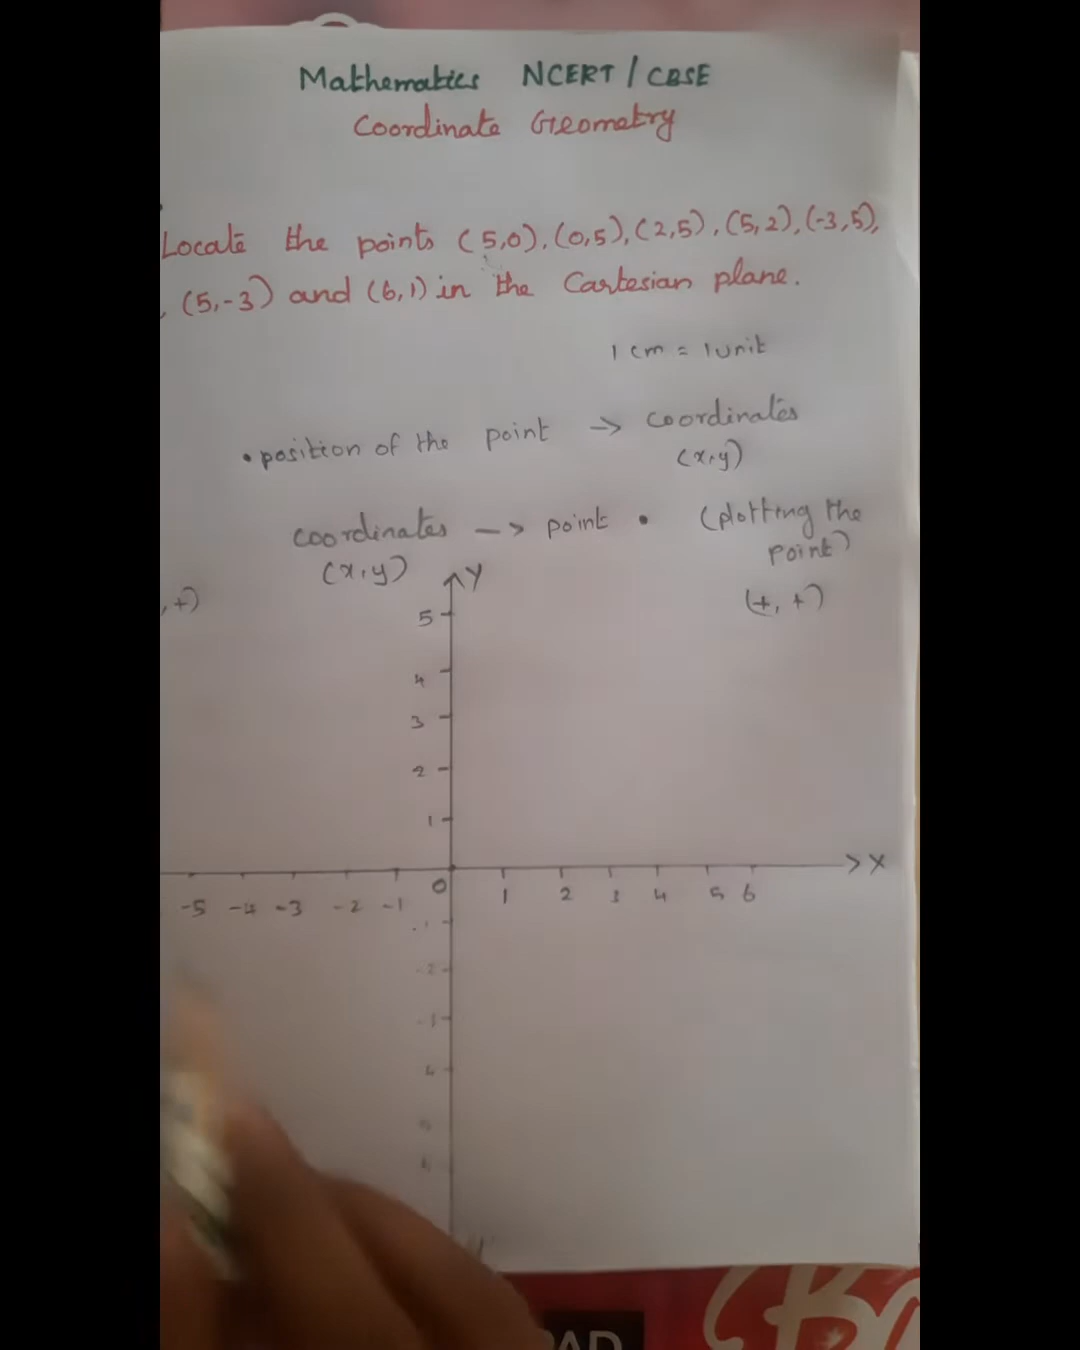 Mathematics NCERT / CBSE
Coordinate Geometry
Locate the points (5,0), (0,5), (2,5), (5,2), (-3,5),
(5,-3) and (6,1) in the Cartesian plane.
1 cm = 1 unit
• position of the point -> coordinates
(x,y)
coordinates -> point • (plotting the
point)
(x,y)
Y
, +)
(+, +)
5
4
3
2
1
X
0
-5 -4 -3 -2 -1
1 2 3 4 5 6
-2